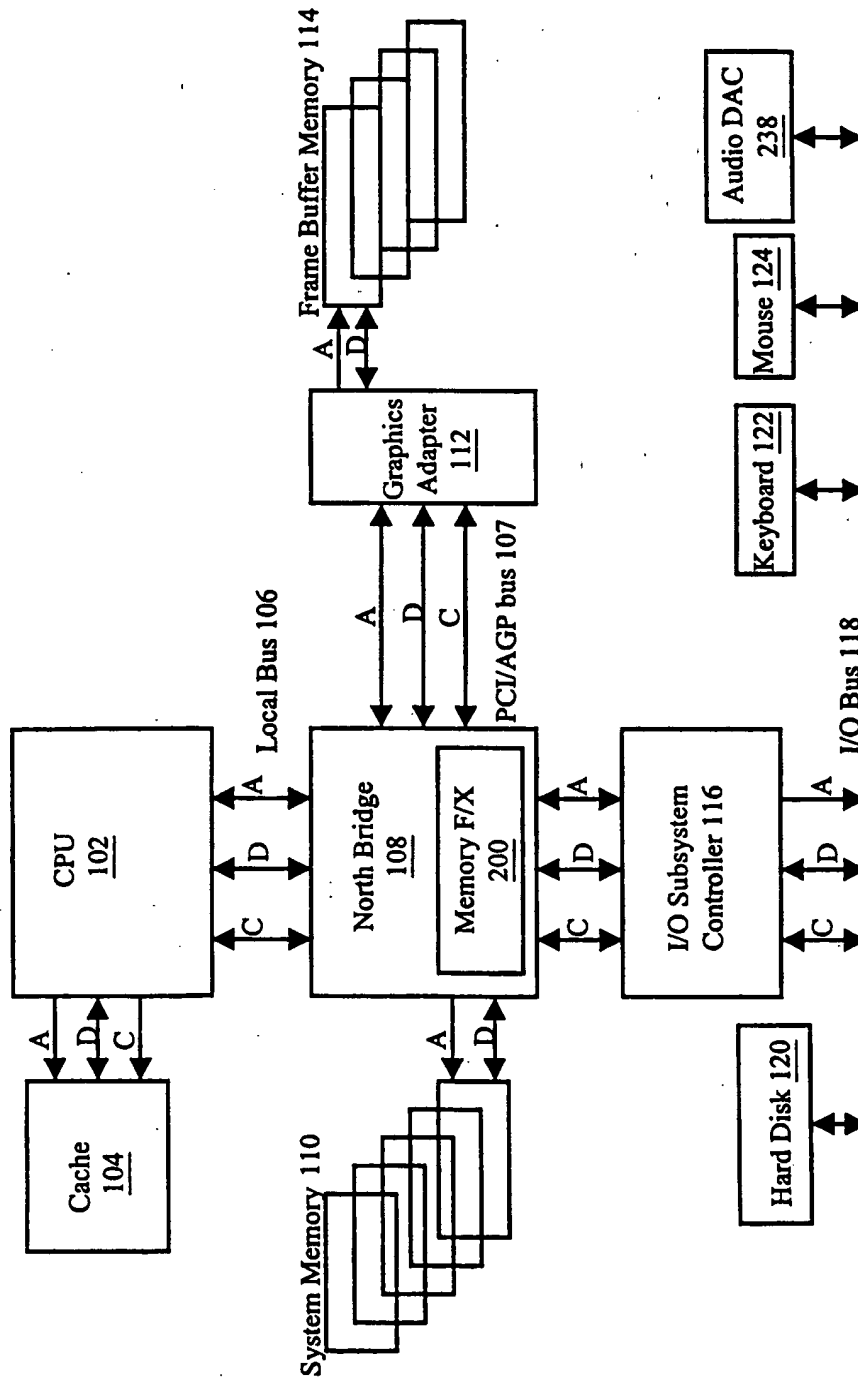 CPU
102
Cache
104
A
D
C
C
D
A
Local Bus 106
System Memory 110
A
D
North Bridge
108
Memory F/X
200
A
D
C
PCI/AGP bus 107
Graphics
Adapter
112
A
D
Frame Buffer Memory 114
C
D
A
I/O Subsystem
Controller 116
C
D
A
I/O Bus 118
Hard Disk 120
Keyboard 122
Mouse 124
Audio DAC
238